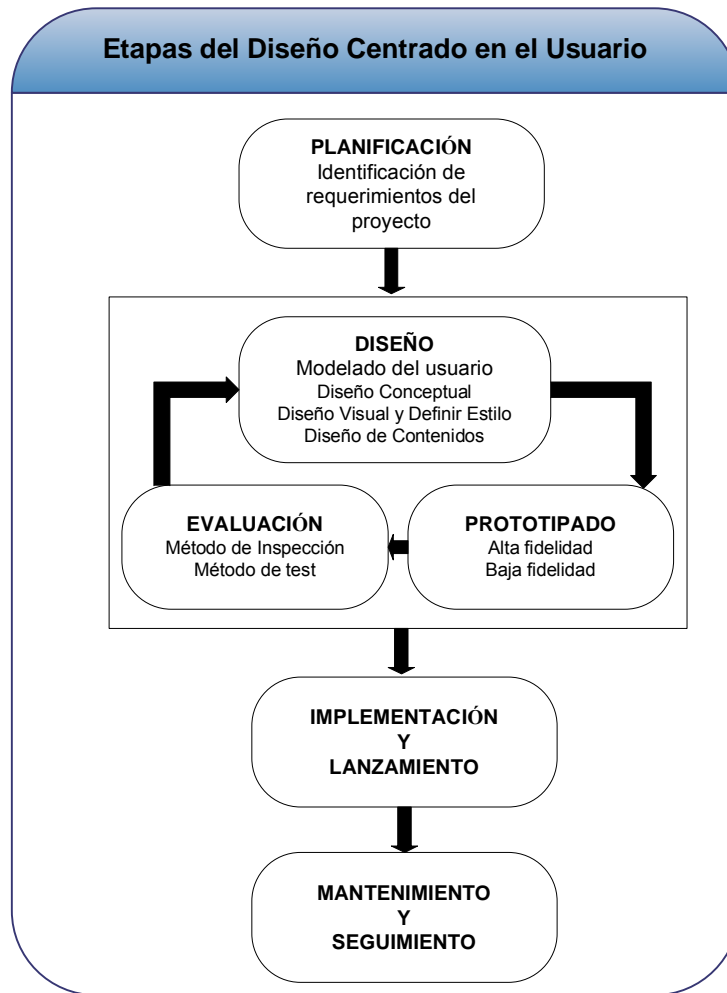 Etapas del Diseño Centrado en el Usuario
PLANIFICACIÓN
Identificación de
requerimientos del
proyecto
DISEÑO
Modelado del usuario
Diseño Conceptual
Diseño Visual y Definir Estilo
Diseño de Contenidos
EVALUACIÓN
Método de Inspección
Método de test
PROTOTIPADO
Alta fidelidad
Baja fidelidad
IMPLEMENTACIÓN
Y
LANZAMIENTO
MANTENIMIENTO
Y
SEGUIMIENTO